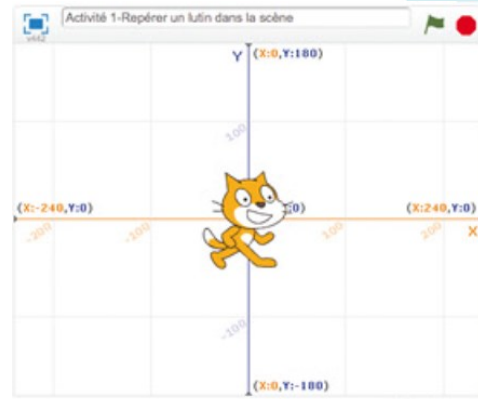 Activité 1-Repérer un lutin dans la scène
v442
Y (X:0,Y:180)
100
(X:-240,Y:0) :0) (X:240,Y:0)
-200 -100 100 200 X
-100
(X:0,Y:-180)